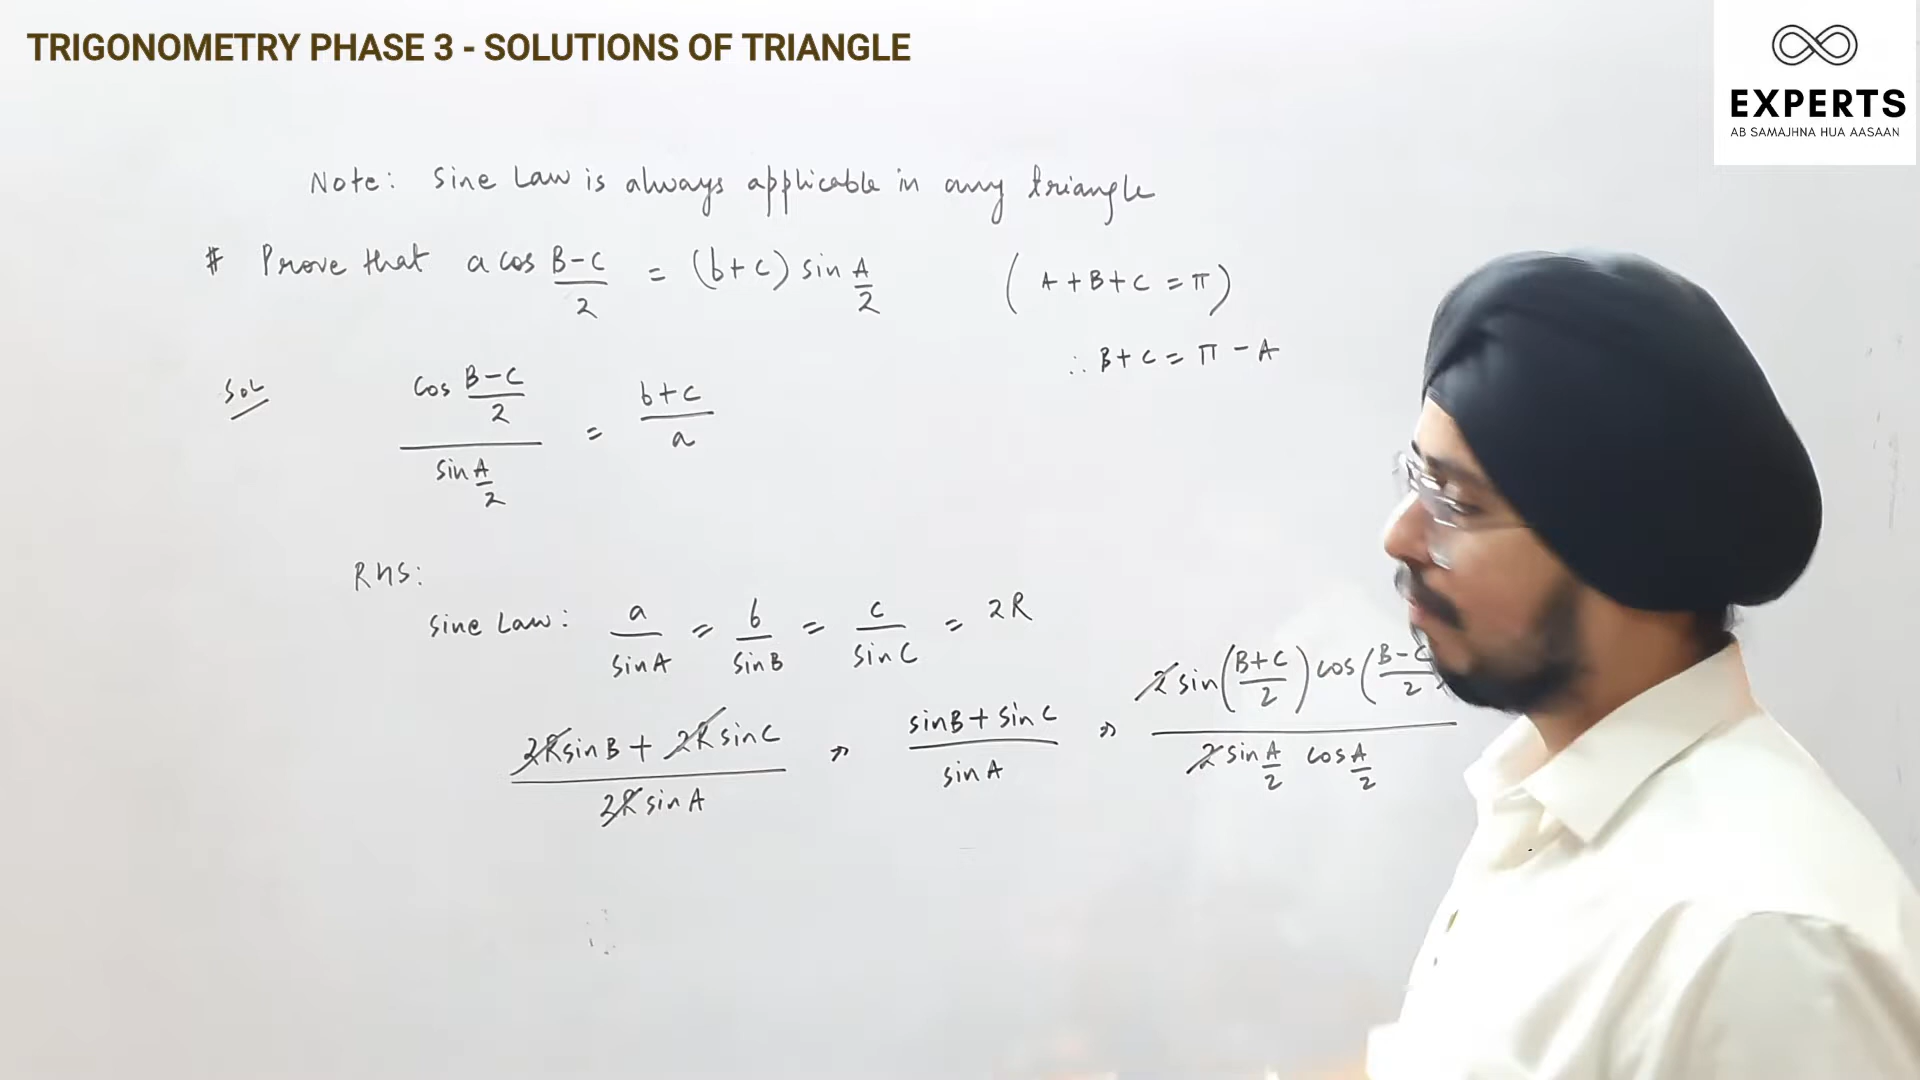 TRIGONOMETRY PHASE 3 - SOLUTIONS OF TRIANGLE
EXPERTS
AB SAMAJHNA HUA AASAAN
Note: Sine Law is always applicable in any triangle
# Prove that a cos (B-C)/2 = (b+c) sin A/2 (A+B+C = π)
∴ B+C = π - A
Sol
cos (B-C)/2 / sin A/2 = b+c / a
RHS:
Sine Law: a/sinA = b/sinB = c/sinC = 2R
2R sinB + 2R sinC / 2R sinA ⇒ sinB + sinC / sinA ⇒ 2 sin(B+C/2) cos(B-C/2 / 2 sin A/2 cos A/2